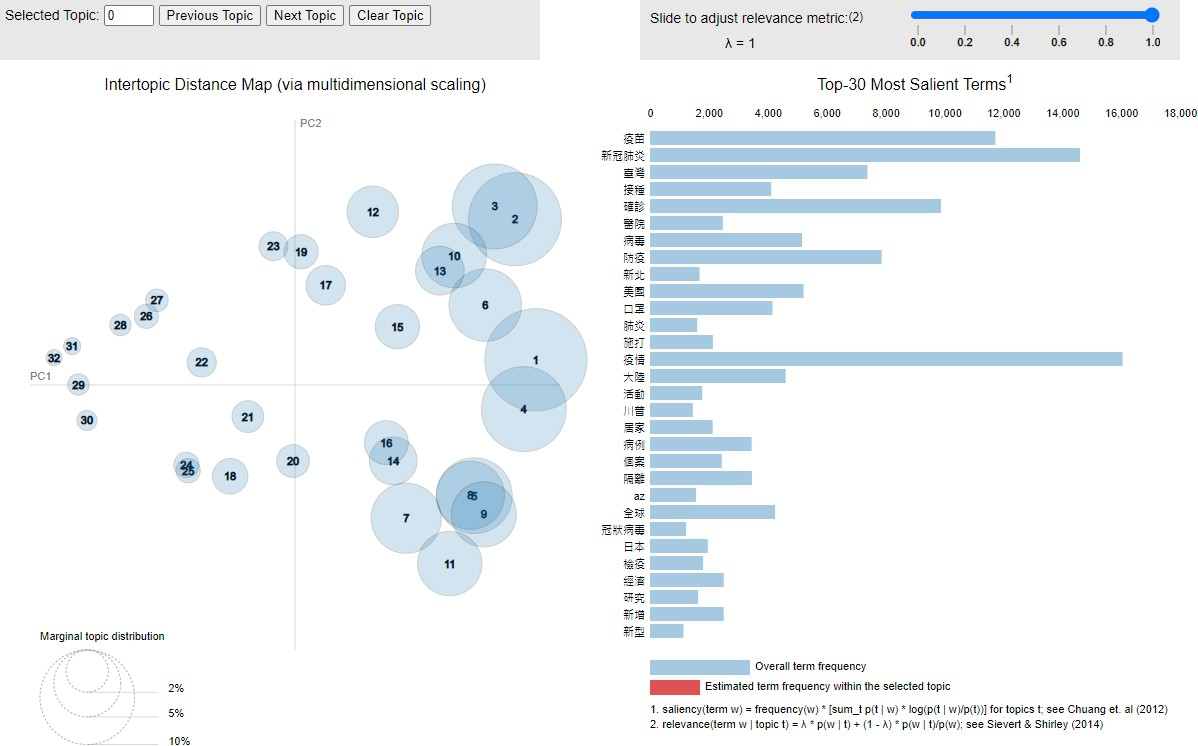 Selected Topic: 0 Previous Topic Next Topic Clear Topic
Slide to adjust relevance metric:(2)
λ = 1
0.0 0.2 0.4 0.6 0.8 1.0
Intertopic Distance Map (via multidimensional scaling)
PC2
PC1
3
2
12
23
19
10
13
17
27
26
28
6
15
31
32
22
1
29
4
30
21
16
14
20
24
25
18
8
5
9
7
11
Marginal topic distribution
2%
5%
10%
Top-30 Most Salient Terms1
0 2,000 4,000 6,000 8,000 10,000 12,000 14,000 16,000 18,000
疫苗
新冠肺炎
臺灣
接種
確診
醫院
病毒
防疫
新北
美國
口罩
肺炎
施打
疫情
大陸
活動
川普
居家
病例
個案
隔離
az
全球
冠狀病毒
日本
檢疫
經濟
研究
新增
新型
Overall term frequency
Estimated term frequency within the selected topic
1. saliency(term w) = frequency(w) * [sum_t p(t | w) * log(p(t | w)/p(t))] for topics t; see Chuang et. al (2012)
2. relevance(term w | topic t) = λ * p(w | t) + (1 - λ) * p(w | t)/p(w); see Sievert & Shirley (2014)